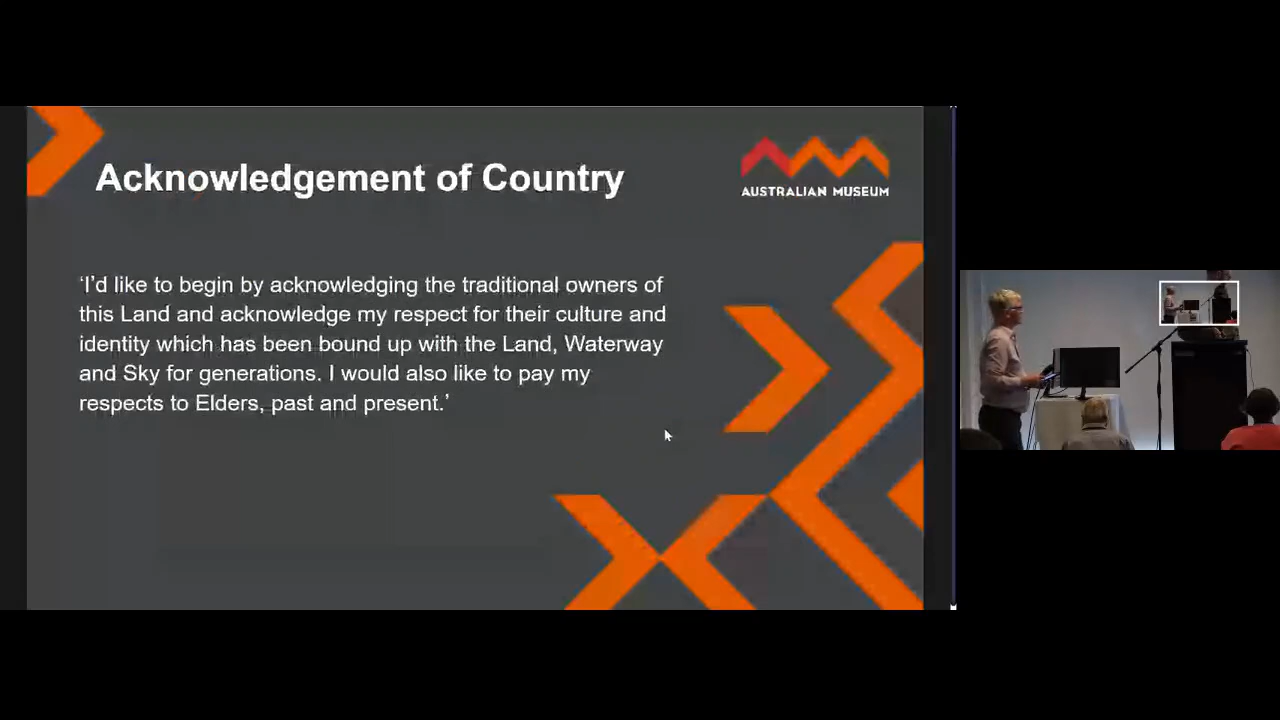 Acknowledgement of Country
AUSTRALIAN MUSEUM
‘I’d like to begin by acknowledging the traditional owners of
this Land and acknowledge my respect for their culture and
identity which has been bound up with the Land, Waterway
and Sky for generations. I would also like to pay my
respects to Elders, past and present.’